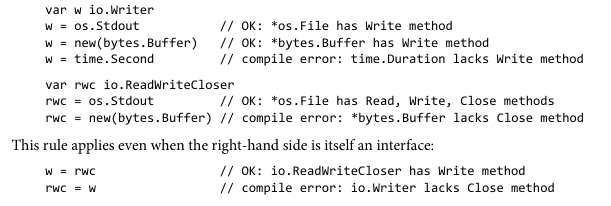 var w io.Writer
w = os.Stdout // OK: *os.File has Write method
w = new(bytes.Buffer) // OK: *bytes.Buffer has Write method
w = time.Second // compile error: time.Duration lacks Write method
var rwc io.ReadWriteCloser
rwc = os.Stdout // OK: *os.File has Read, Write, Close methods
rwc = new(bytes.Buffer) // compile error: *bytes.Buffer lacks Close method
This rule applies even when the right-hand side is itself an interface:
w = rwc // OK: io.ReadWriteCloser has Write method
rwc = w // compile error: io.Writer lacks Close method